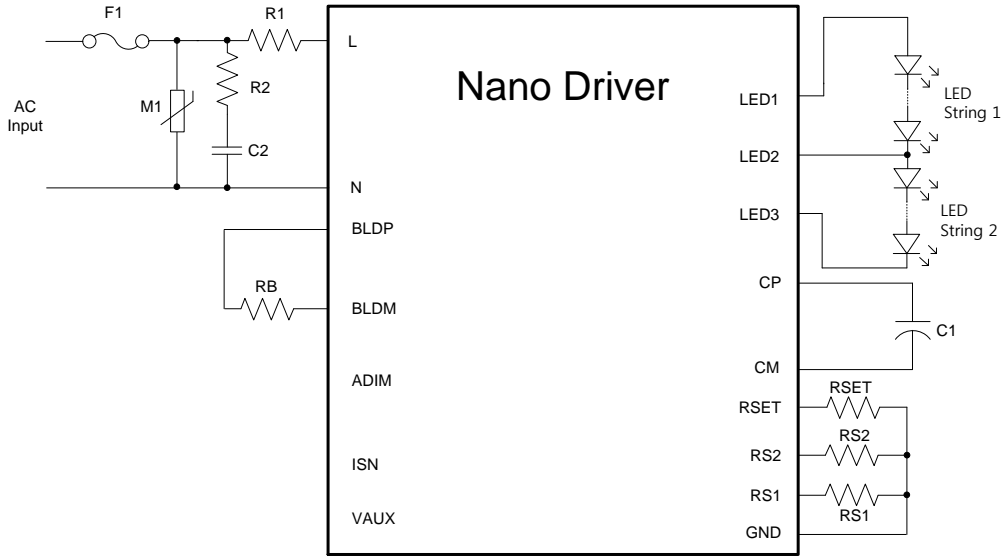 F1
R1
R2
M1
C2
AC
Input
L
N
BLDP
RB
BLDM
ADIM
ISN
VAUX
Nano Driver
LED1
LED2
LED3
CP
CM
RSET
RS2
RS1
GND
LED
String 1
LED
String 2
C1
RSET
RS2
RS1